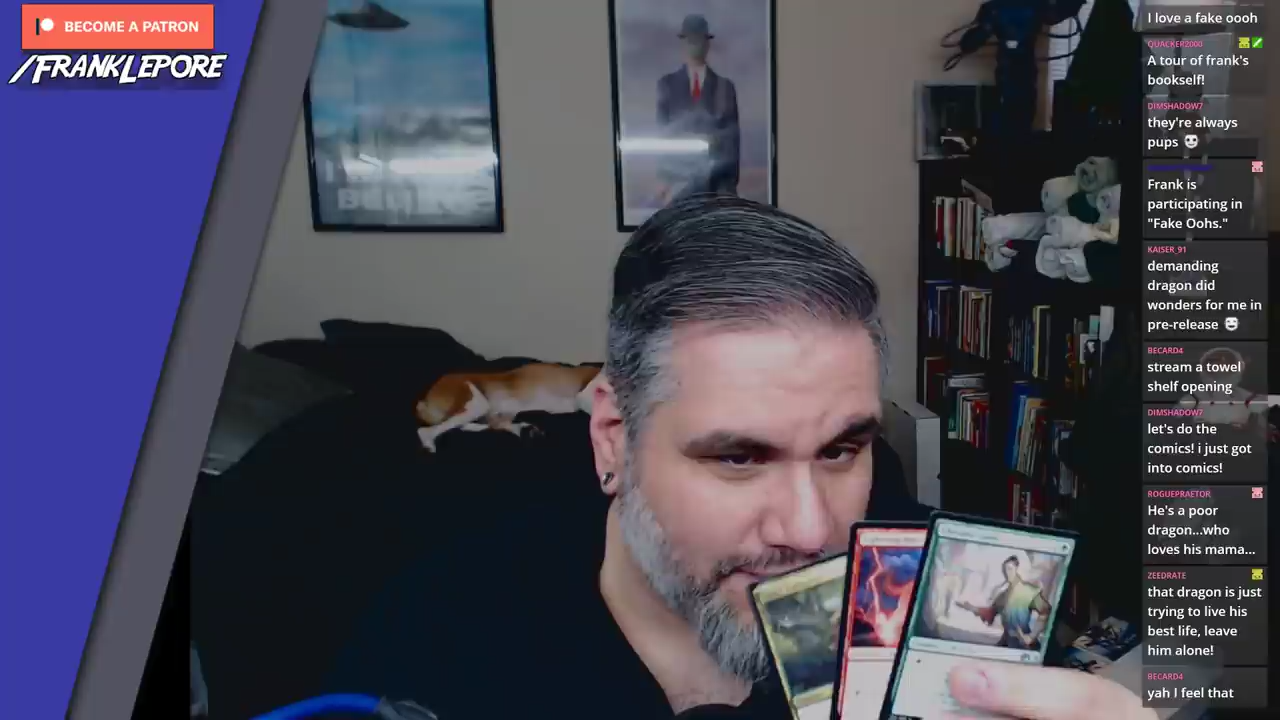 BECOME A PATRON
/FRANKLEPORE
I love a fake oooh
QUACKER2000
A tour of frank's
bookself!
DIMSHADOW7
they're always
pups
Frank is
participating in
"Fake Oohs."
KAISER_91
demanding
dragon did
wonders for me in
pre-release
BECARD4
stream a towel
shelf opening
DIMSHADOW7
let's do the
comics! i just got
into comics!
ROGUEPRAETOR
He's a poor
dragon...who
loves his mama...
ZEEDRATE
that dragon is just
trying to live his
best life, leave
him alone!
BECARD4
yah I feel that